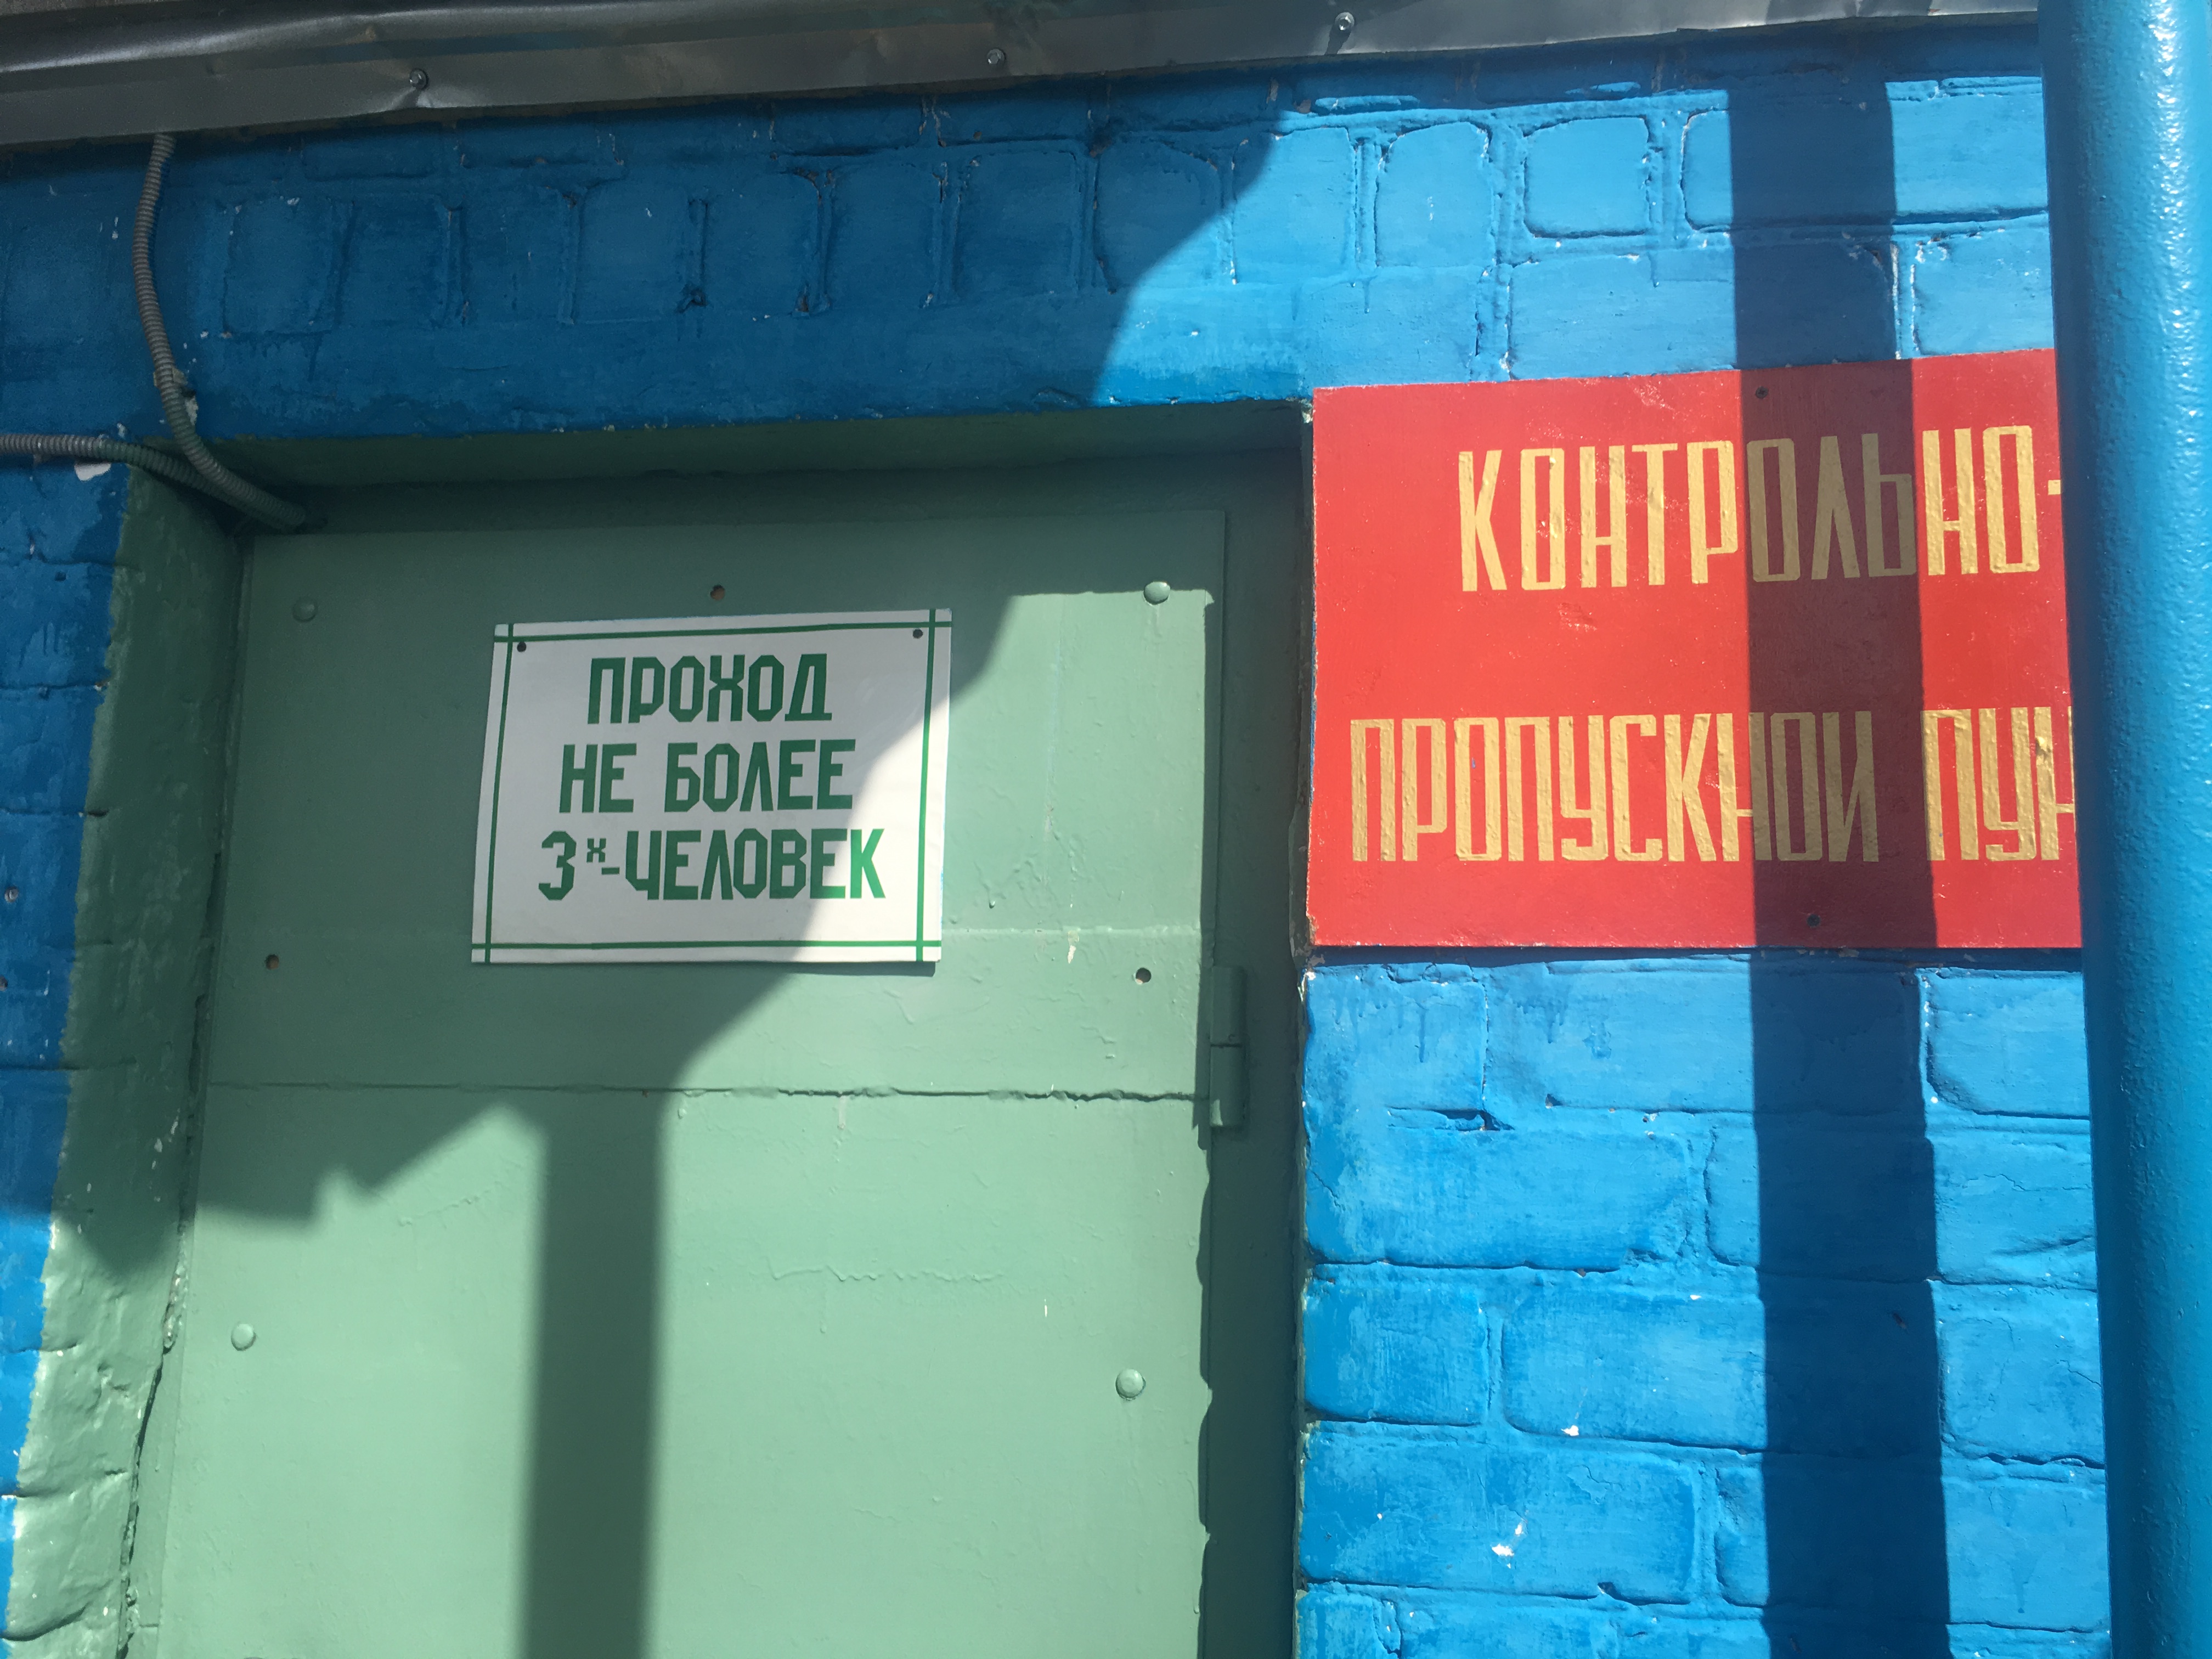 ПРОХОД
НЕ БОЛЕЕ
3х-ЧЕЛОВЕК
КОНТРОЛЬНО-
ПРОПУСКНОЙ